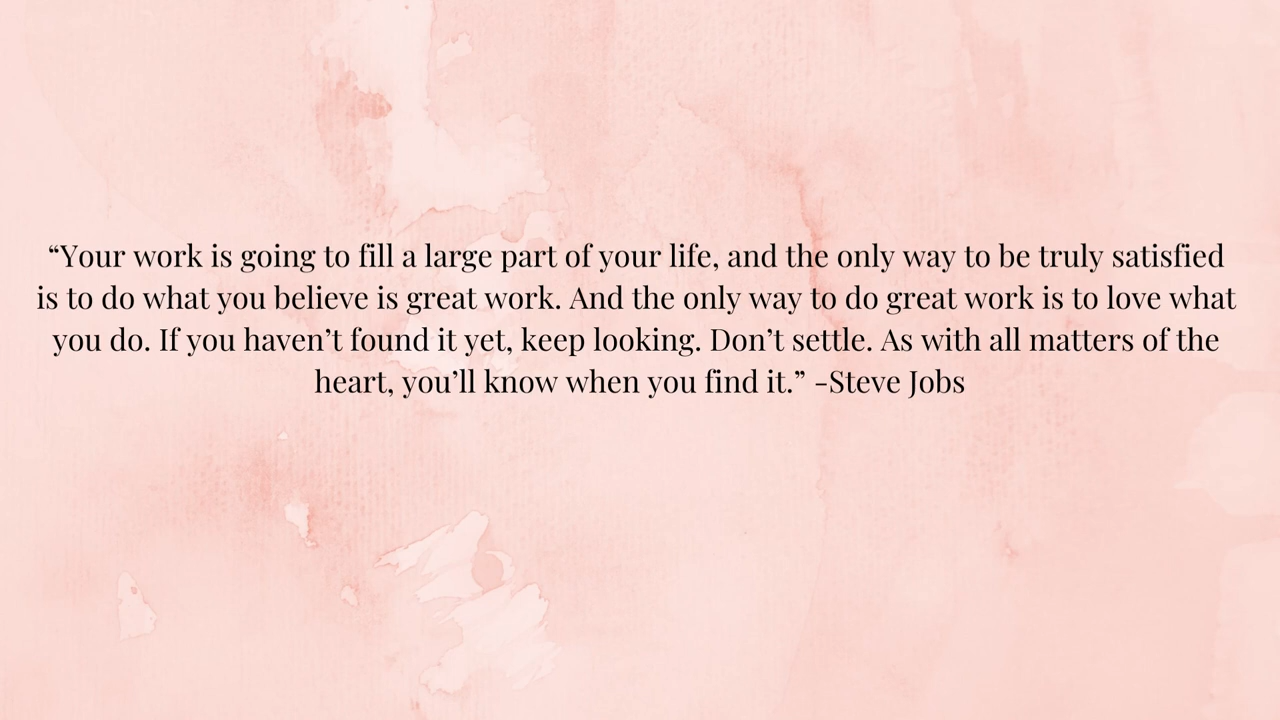 “Your work is going to fill a large part of your life, and the only way to be truly satisfied
is to do what you believe is great work. And the only way to do great work is to love what
you do. If you haven’t found it yet, keep looking. Don’t settle. As with all matters of the
heart, you’ll know when you find it.” -Steve Jobs